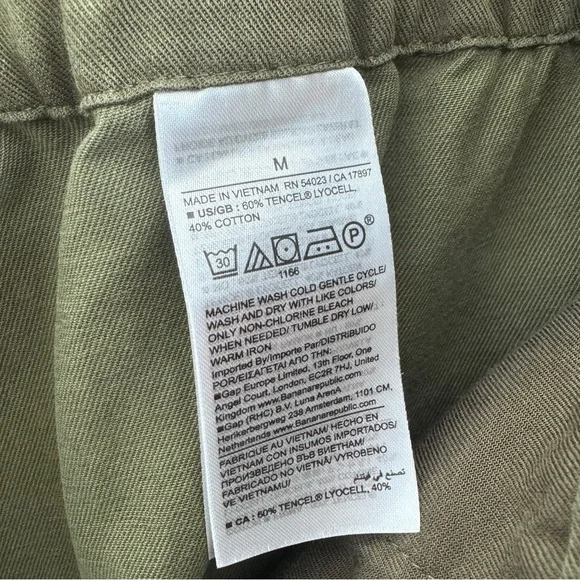 M
MADE IN VIETNAM RN 54023 / CA 17897
■ US/GB : 60% TENCEL® LYOCELL,
40% COTTON
30 P ®
1166
MACHINE WASH COLD GENTLE CYCLE/
WASH AND DRY WITH LIKE COLORS/
ONLY NON-CHLORINE BLEACH
WHEN NEEDED/ TUMBLE DRY LOW/
WARM IRON
Imported By/Importe Par/DISTRIBUIDO
POR/ΕΙΣΑΓΕΤΑΙ ΑΠΟ ΤΗΝ:
■Gap Europe Limited, 13th Floor, One
Angel Court, London, EC2R 7HJ, United
Kingdom www.Bananarepublic.com
■Gap (RHC) B.V. Luna ArenA
Herikerbergweg 238 Amsterdam, 1101 CM,
Netherlands www.Bananarepublic.com
FABRIQUE AU VIETNAM/ HECHO EN
VIETNAM CON INSUMOS IMPORTADOS/
ПРОИЗВЕДЕНО ВЪВ ВИЕТНАМ/
FABRICADO NO VIETNÃ/ VYROBENO
VE VIETNAMU/
تصنع في فيتنام
■ CA : 60% TENCEL® LYOCELL, 40%